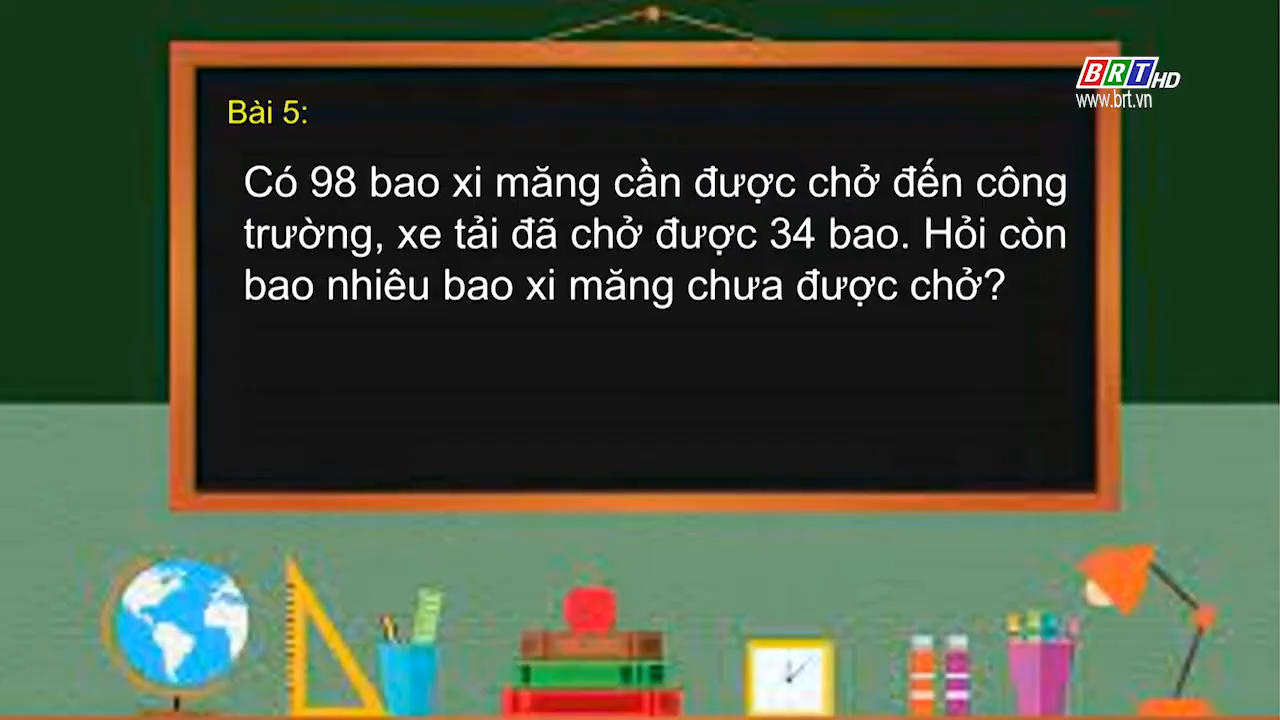 BRT HD
www.brt.vn
Bài 5:
Có 98 bao xi măng cần được chở đến công
trường, xe tải đã chở được 34 bao. Hỏi còn
bao nhiêu bao xi măng chưa được chở?